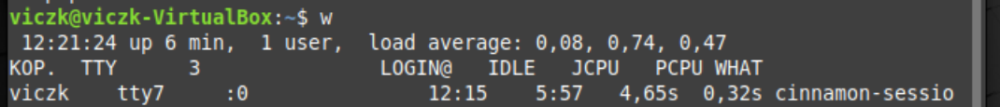 viczk@viczk-VirtualBox:~$ w
12:21:24 up 6 min,  1 user,  load average: 0,08, 0,74, 0,47
КОР.  TTY      З                LOGIN@   IDLE   JCPU   PCPU WHAT
viczk    tty7     :0               12:15    5:57   4,65s  0,32s cinnamon-sessio